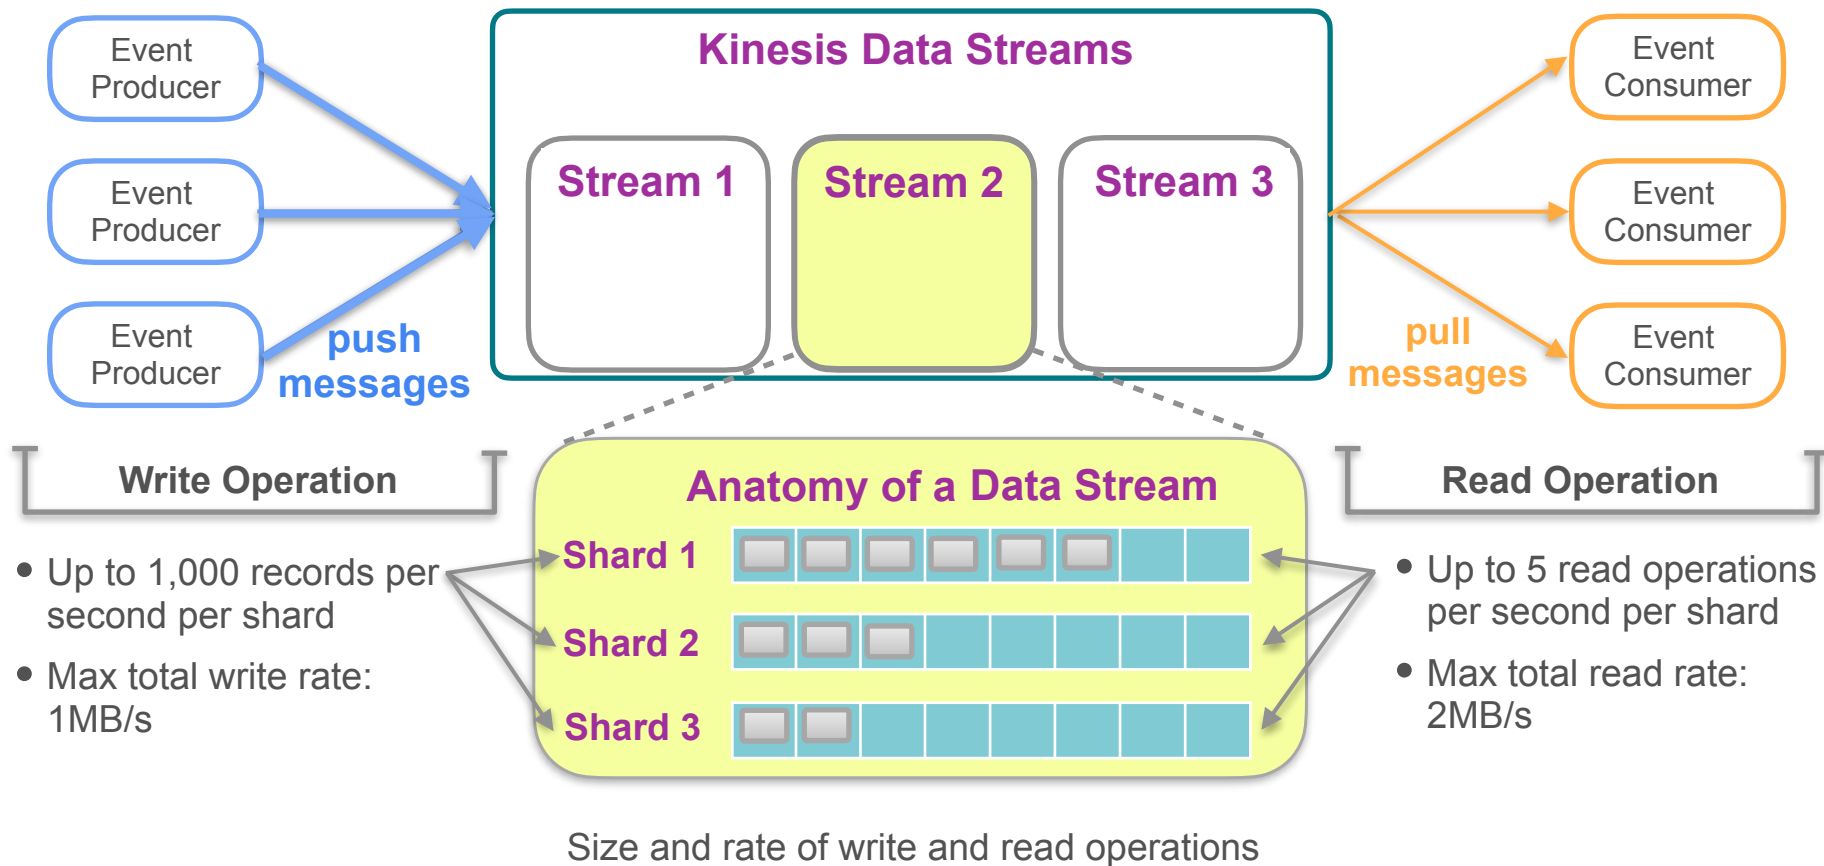 Event
Producer
Event
Producer
Event
Producer
push
messages
Kinesis Data Streams
Stream 1
Stream 2
Stream 3
Event
Consumer
Event
Consumer
Event
Consumer
pull
messages
Write Operation
• Up to 1,000 records per
second per shard
• Max total write rate:
1MB/s
Anatomy of a Data Stream
Shard 1
Shard 2
Shard 3
Read Operation
• Up to 5 read operations
per second per shard
• Max total read rate:
2MB/s
Size and rate of write and read operations